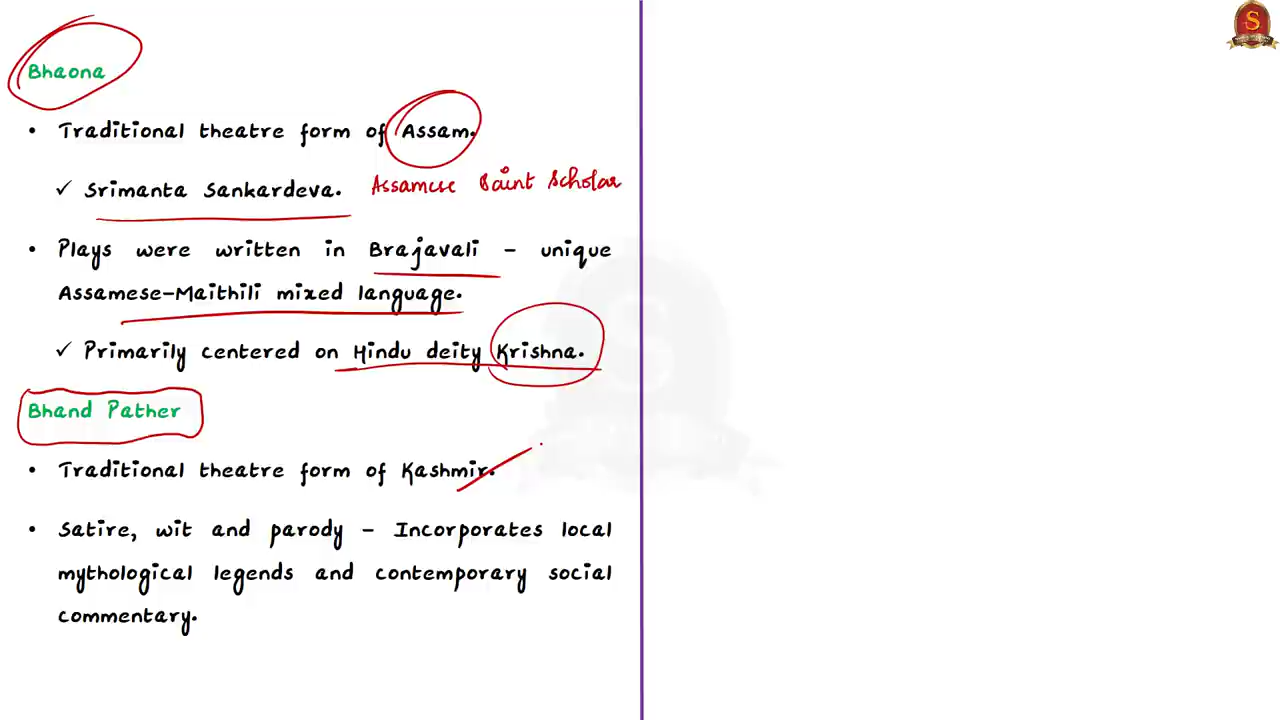 Bhaona
• Traditional theatre form of Assam.
✓ Srimanta Sankardeva. Assamese Saint Scholar
• Plays were written in Brajavali – unique
Assamese-Maithili mixed language.
✓ Primarily centered on Hindu deity Krishna.
Bhand Pather
• Traditional theatre form of Kashmir.
• Satire, wit and parody – Incorporates local
mythological legends and contemporary social
commentary.
S